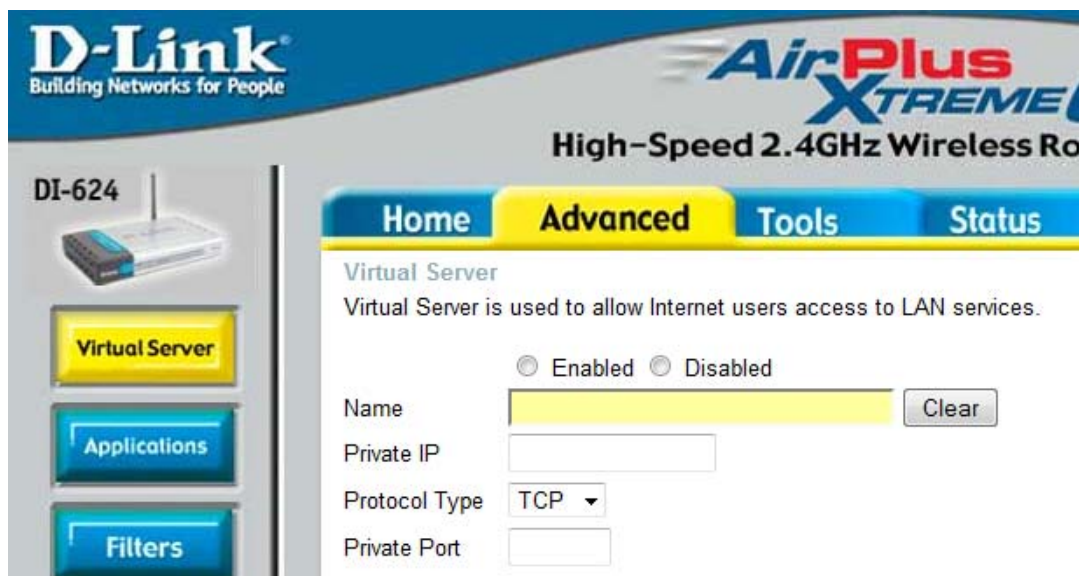 D-Link
Building Networks for People
AirPlus
XTREME
High-Speed 2.4GHz Wireless
DI-624
Home
Advanced
Tools
Status
Virtual Server
Applications
Filters
Virtual Server
Virtual Server is used to allow Internet users access to LAN services.
Enabled Disabled
Name Clear
Private IP
Protocol Type TCP
Private Port